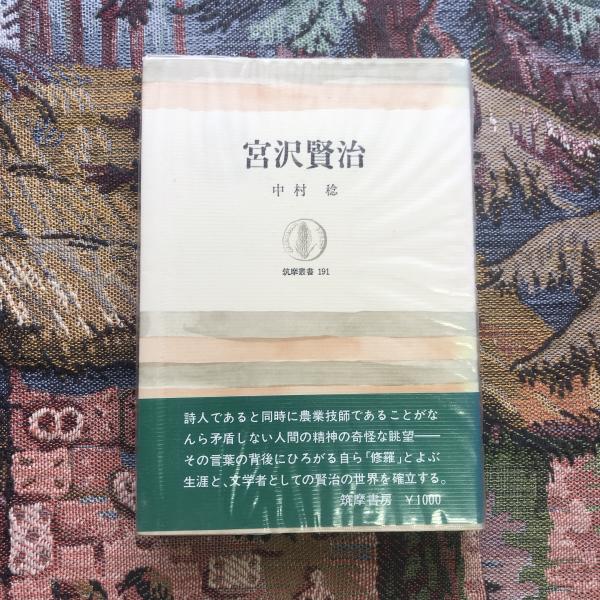 宮沢賢治
中村 稔
筑摩叢書 191
詩人であると同時に農業技師であることがな
んら矛盾しない人間の精神の奇怪な眺望――
その言葉の背後にひろがる自ら「修羅」とよぶ
生涯と、文学者としての賢治の世界を確立する。
筑摩書房 ¥1000